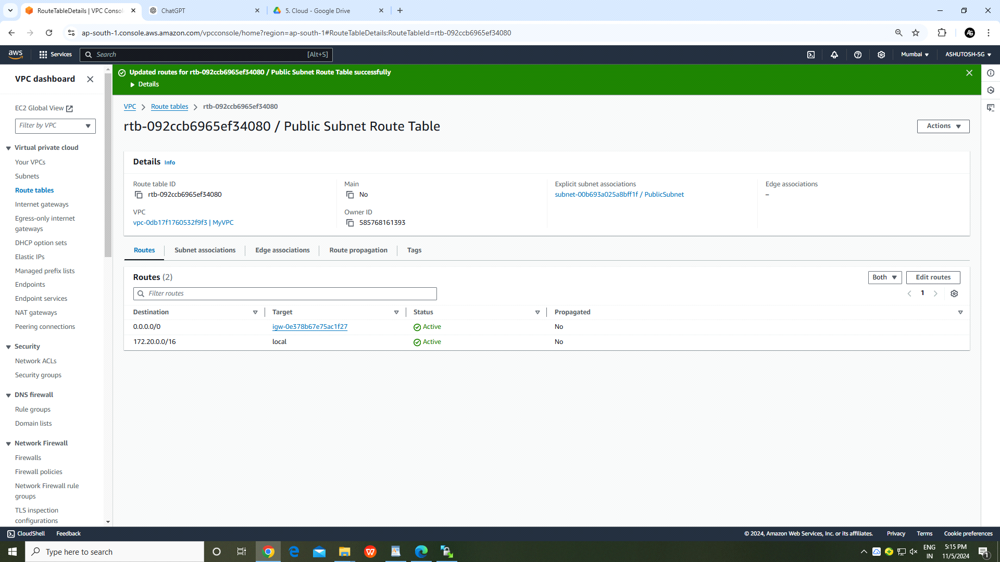 RouteTableDetails | VPC Consol
ChatGPT
5. Cloud - Google Drive
ap-south-1.console.aws.amazon.com/vpcconsole/home?region=ap-south-1#RouteTableDetails:RouteTableId=rtb-092ccb6965ef34080
AG
aws
Services
Search
[Alt+S]
Mumbai
ASHUTOSH-SG
VPC dashboard
EC2 Global View
Filter by VPC
Virtual private cloud
Your VPCs
Subnets
Route tables
Internet gateways
Egress-only internet
gateways
DHCP option sets
Elastic IPs
Managed prefix lists
Endpoints
Endpoint services
NAT gateways
Peering connections
Security
Network ACLs
Security groups
DNS firewall
Rule groups
Domain lists
Network Firewall
Firewalls
Firewall policies
Network Firewall rule
groups
TLS inspection
configurations
Updated routes for rtb-092ccb6965ef34080 / Public Subnet Route Table successfully
Details
VPC
Route tables
rtb-092ccb6965ef34080
rtb-092ccb6965ef34080 / Public Subnet Route Table
Actions
Details Info
Route table ID
rtb-092ccb6965ef34080
VPC
vpc-0db17f1760532f9f3 | MyVPC
Main
No
Owner ID
585768161393
Explicit subnet associations
subnet-00b693a025a8bff1f / PublicSubnet
Edge associations
–
Routes
Subnet associations
Edge associations
Route propagation
Tags
Routes (2)
Both
Edit routes
Filter routes
1
Destination Target Status Propagated
0.0.0.0/0 igw-0e378b67e75ac1f27 Active No
172.20.0.0/16 local Active No
CloudShell
Feedback
© 2024, Amazon Web Services, Inc. or its affiliates.
Privacy
Terms
Cookie preferences
Type here to search
ENG
IN
5:15 PM
11/5/2024
1